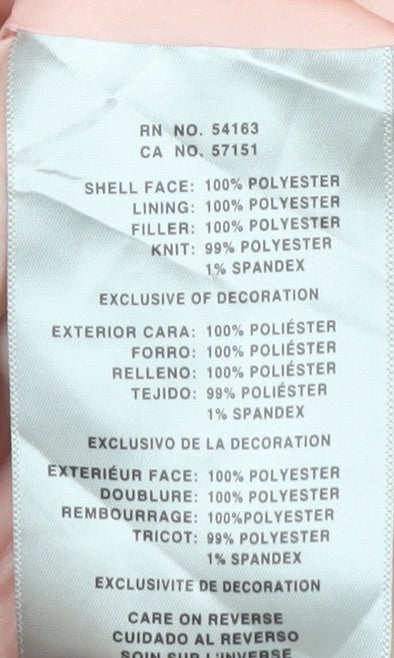 RN NO. 54163
CA NO. 57151
SHELL FACE: 100% POLYESTER
LINING: 100% POLYESTER
FILLER: 100% POLYESTER
KNIT: 99% POLYESTER
1% SPANDEX
EXCLUSIVE OF DECORATION
EXTERIOR CARA: 100% POLIÉSTER
FORRO: 100% POLIÉSTER
RELLENO: 100% POLIÉSTER
TEJIDO: 99% POLIÉSTER
1% SPANDEX
EXCLUSIVO DE LA DECORATION
EXTERIÉUR FACE: 100% POLYESTER
DOUBLURE: 100% POLYESTER
REMBOURRAGE: 100%POLYESTER
TRICOT: 99% POLYESTER
1% SPANDEX
EXCLUSIVITE DE DECORATION
CARE ON REVERSE
CUIDADO AL REVERSO
SOIN SUR L'INVERSE